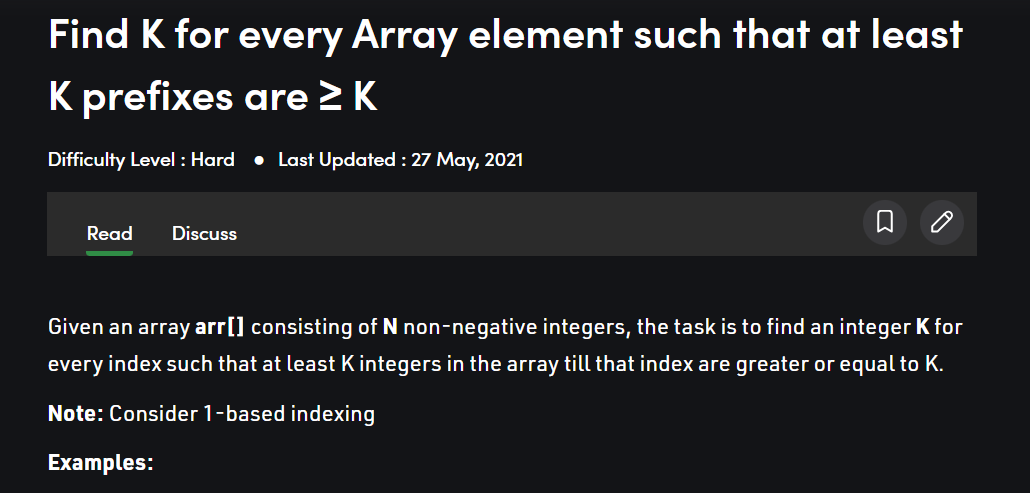 Find K for every Array element such that at least
K prefixes are ≥ K
Difficulty Level : Hard ● Last Updated : 27 May, 2021
Read Discuss
Given an array arr[] consisting of N non-negative integers, the task is to find an integer K for
every index such that at least K integers in the array till that index are greater or equal to K.
Note: Consider 1-based indexing
Examples: